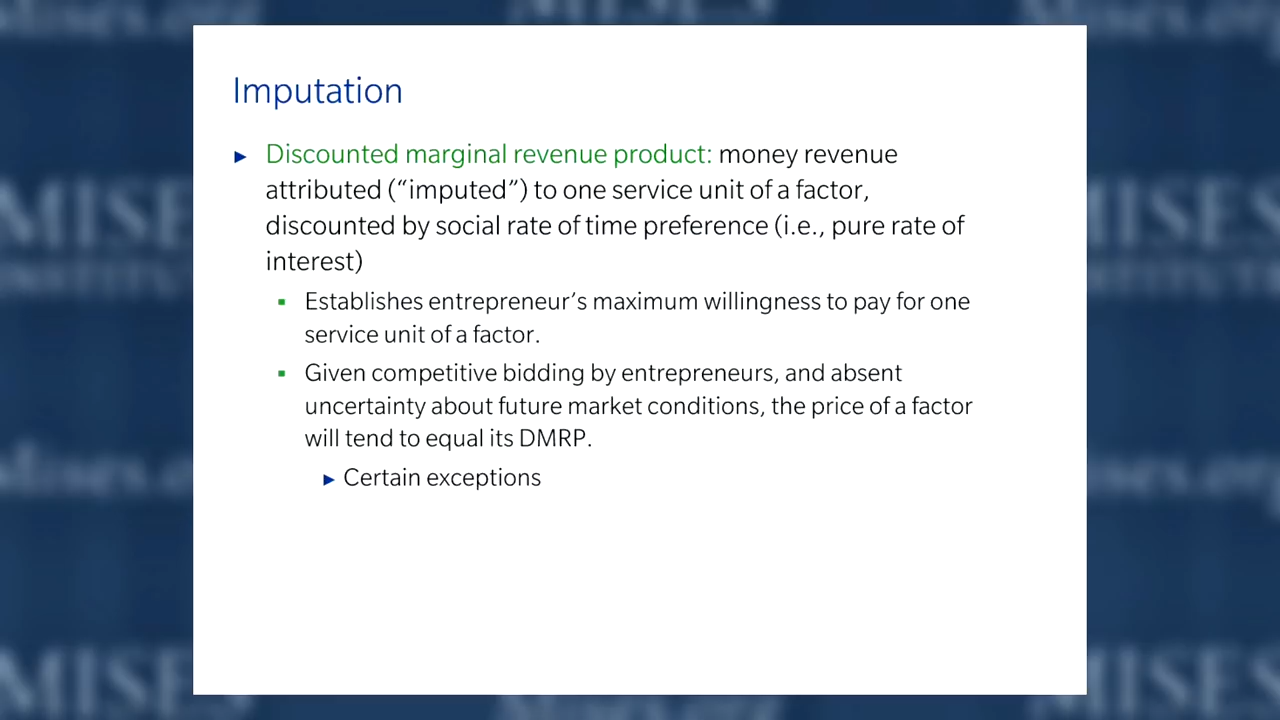 Imputation
► Discounted marginal revenue product: money revenue
attributed (“imputed”) to one service unit of a factor,
discounted by social rate of time preference (i.e., pure rate of
interest)
▪ Establishes entrepreneur’s maximum willingness to pay for one
service unit of a factor.
▪ Given competitive bidding by entrepreneurs, and absent
uncertainty about future market conditions, the price of a factor
will tend to equal its DMRP.
► Certain exceptions